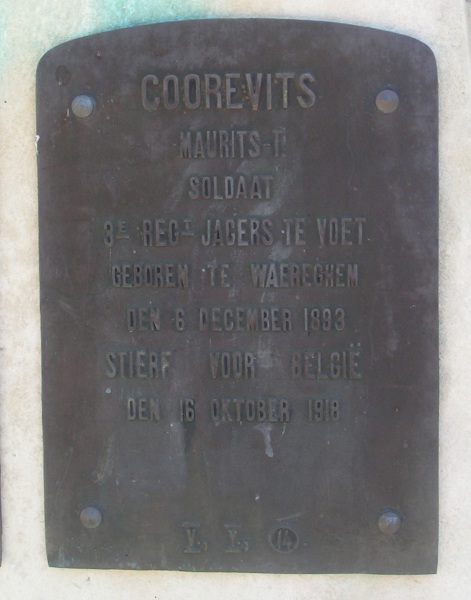 COOREVITS
MAURITS-T.
SOLDAAT
3E REGT JAGERS TE VOET
GEBOREN TE WAEREGHEM
DEN 6 DECEMBER 1893
STIERF VOOR BELGIË
DEN 16 OKTOBER 1918
Y., Y., 14